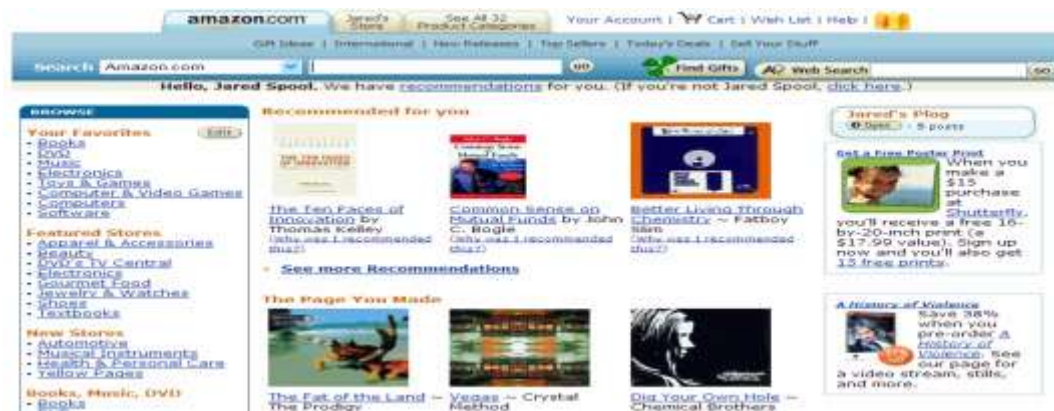 amazon.com
Jared's Store
See All 32 Product Categories
Your Account | Cart | Wish List | Help |
Gift Ideas | International | New Releases | Top Sellers | Today's Deals | Sell Your Stuff
Search Amazon.com GO Find Gifts A9 Web Search GO
Hello, Jared Spool. We have recommendations for you. (If you're not Jared Spool, click here.)
BROWSE
Your Favorites Edit
· Books
· DVD
· Music
· Electronics
· Toys & Games
· Computer & Video Games
· Computers
· Software
Featured Stores
· Apparel & Accessories
· Beauty
· DVD's TV Central
· Electronics
· Gourmet Food
· Jewelry & Watches
· Shoes
· Textbooks
New Stores
· Automotive
· Musical Instruments
· Health & Personal Care
· Yellow Pages
Books, Music, DVD
· Books
Recommended for you
THE TEN FACES OF INNOVATION
Common Sense on Mutual Funds
The Ten Faces of
Innovation by
Thomas Kelley
(Why was I recommended
this?)
Common Sense on
Mutual Funds by John
C. Bogle
(Why was I recommended
this?)
Better Living Through
Chemistry ~ Fatboy
Slim
(Why was I recommended
this?)
· See more Recommendations
The Page You Made
The Fat of the Land ~
The Prodigy
Vegas ~ Crystal
Method
Dig Your Own Hole ~
Chemical Brothers
Jared's Plog
Open - 5 posts
Get a Free Poster Print
When you
make a
$15
purchase
at
Shutterfly,
you'll receive a free 16-
by-20-inch print (a
$17.99 value). Sign up
now and you'll also get
15 free prints.
A History of Violence
Save 38%
when you
pre-order A
History of
Violence. See
our page for
a video stream, stills,
and more.